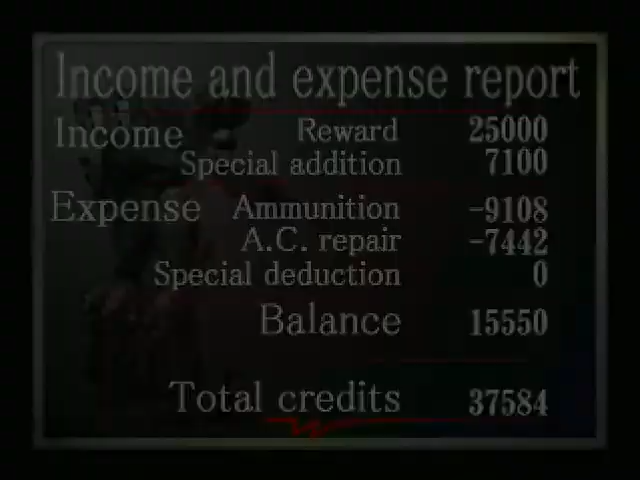 Income and expense report
Income Reward 25000
Special addition 7100
Expense Ammunition -9108
A.C. repair -7442
Special deduction 0
Balance 15550
Total credits 37584